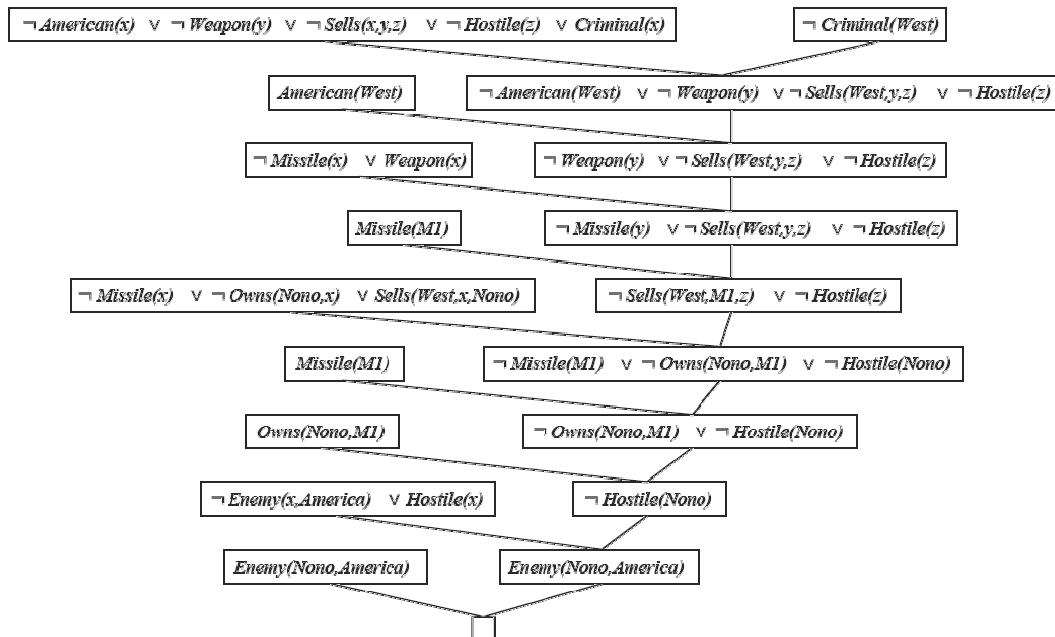 ¬ American(x) ∨ ¬ Weapon(y) ∨ ¬ Sells(x,y,z) ∨ ¬ Hostile(z) ∨ Criminal(x)
¬ Criminal(West)
American(West)
¬ American(West) ∨ ¬ Weapon(y) ∨ ¬ Sells(West,y,z) ∨ ¬ Hostile(z)
¬ Missile(x) ∨ Weapon(x)
¬ Weapon(y) ∨ ¬ Sells(West,y,z) ∨ ¬ Hostile(z)
Missile(M1)
¬ Missile(y) ∨ ¬ Sells(West,y,z) ∨ ¬ Hostile(z)
¬ Missile(x) ∨ ¬ Owns(Nono,x) ∨ Sells(West,x,Nono)
¬ Sells(West,M1,z) ∨ ¬ Hostile(z)
Missile(M1)
¬ Missile(M1) ∨ ¬ Owns(Nono,M1) ∨ ¬ Hostile(Nono)
Owns(Nono,M1)
¬ Owns(Nono,M1) ∨ ¬ Hostile(Nono)
¬ Enemy(x,America) ∨ Hostile(x)
¬ Hostile(Nono)
Enemy(Nono,America)
Enemy(Nono,America)